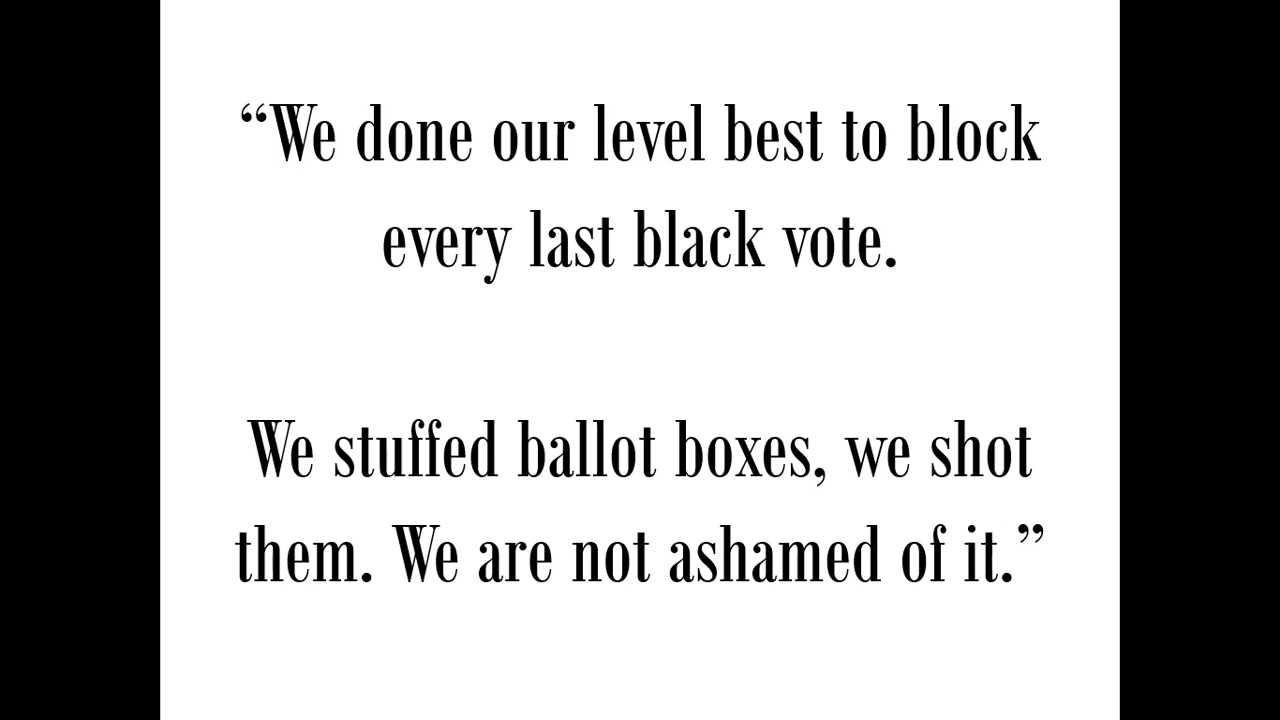 “We done our level best to block
every last black vote.
We stuffed ballot boxes, we shot
them. We are not ashamed of it.”